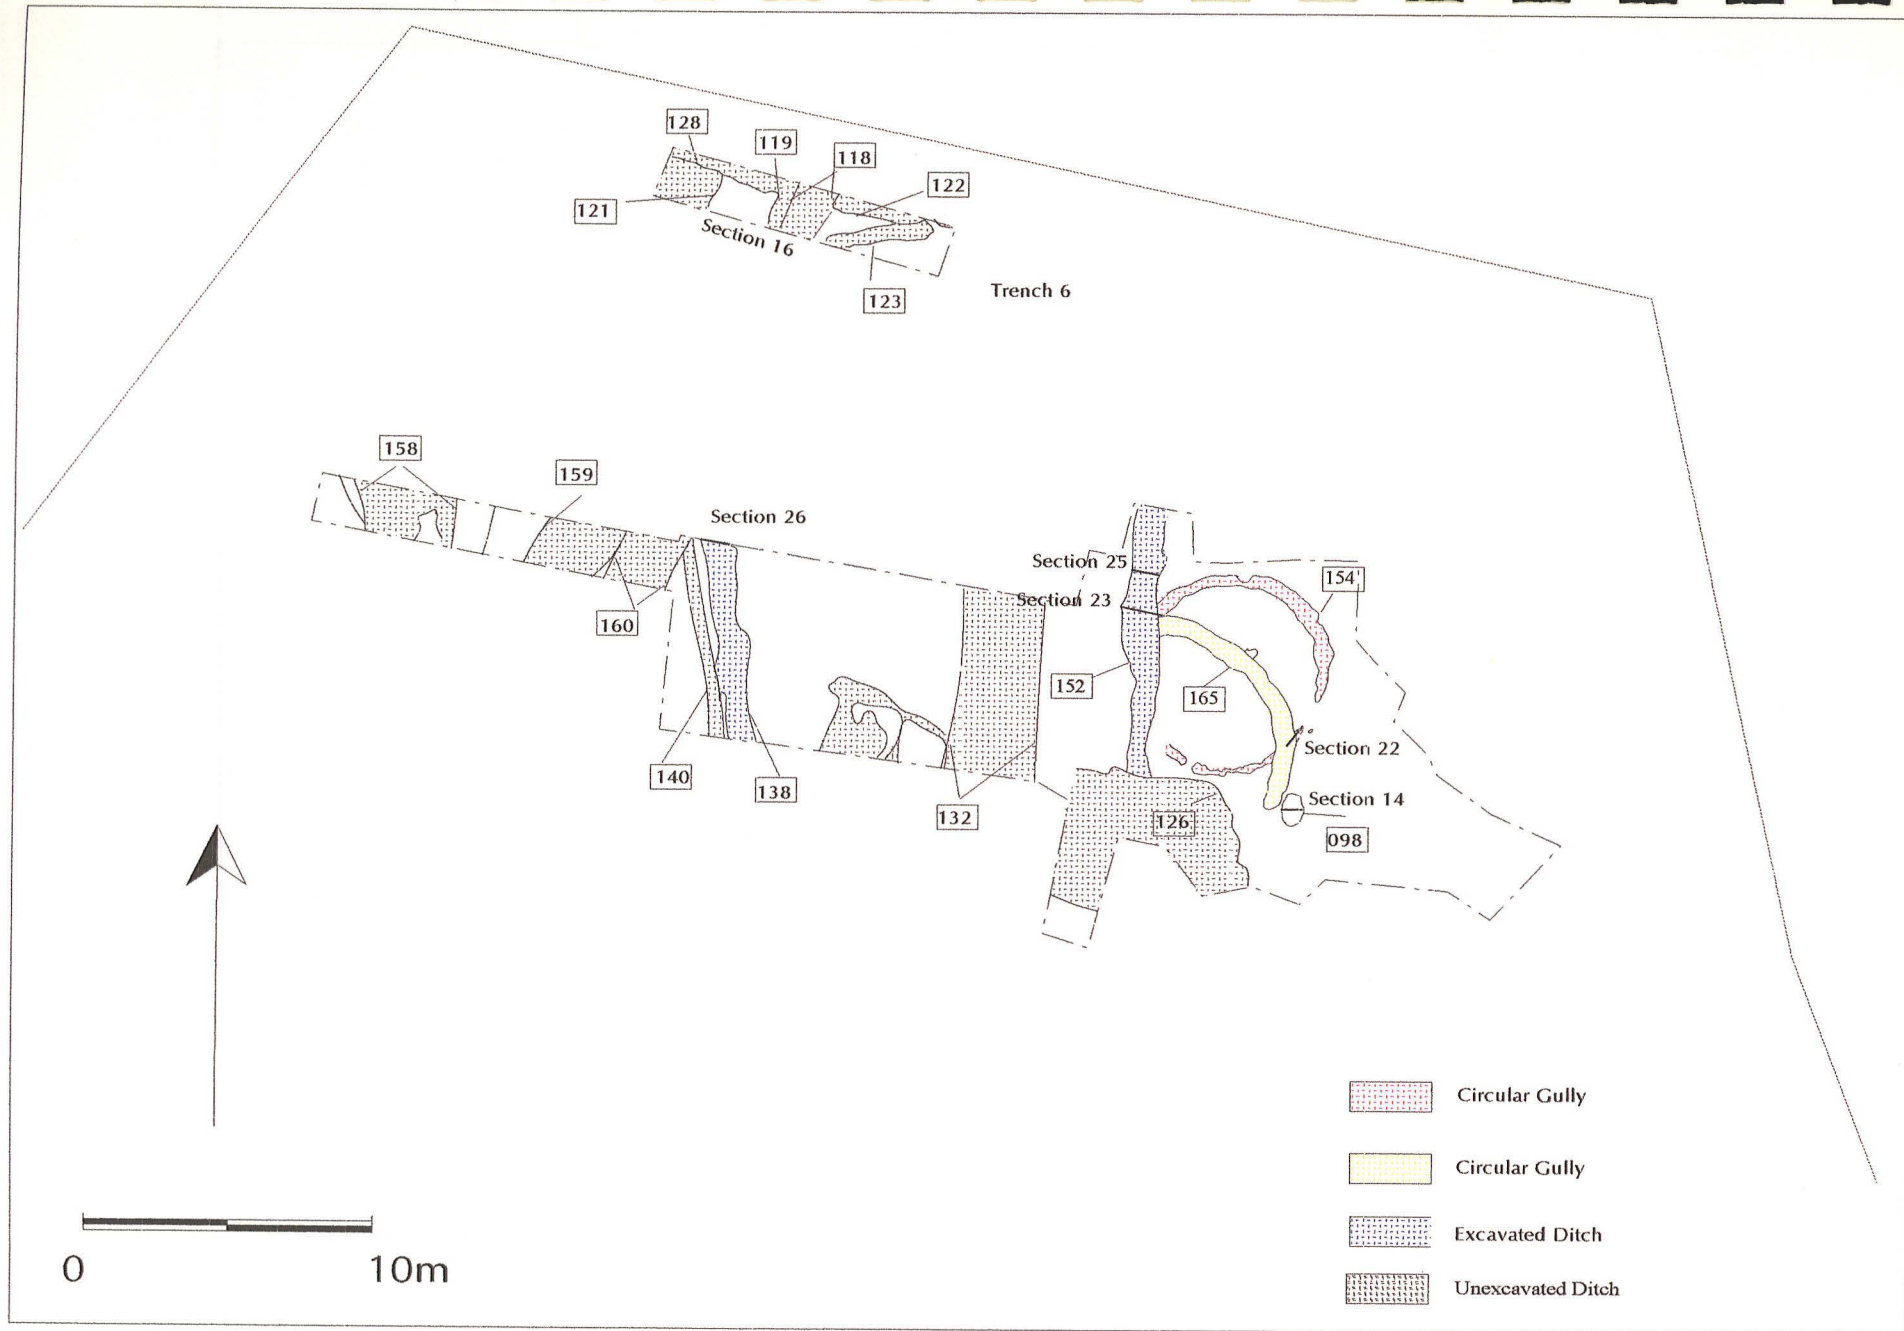 128
119
118
122
121
Section 16
123
Trench 6
158
159
Section 26
160
Section 25
Section 23
154
152
165
140
138
132
Section 22
Section 14
126
098
Circular Gully
Circular Gully
Excavated Ditch
Unexcavated Ditch
0 10m